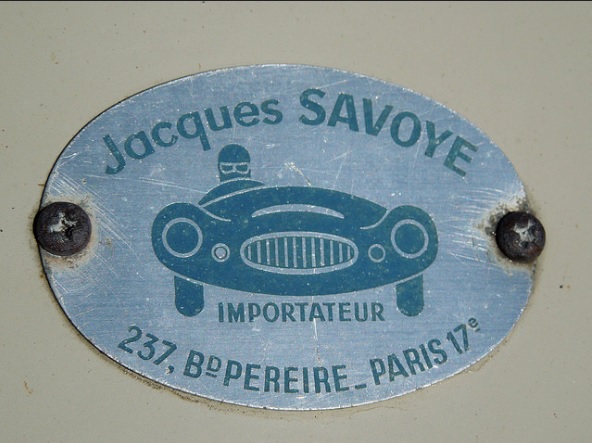 Jacques SAVOYE
IMPORTATEUR
237, BD PEREIRE_PARIS 17e